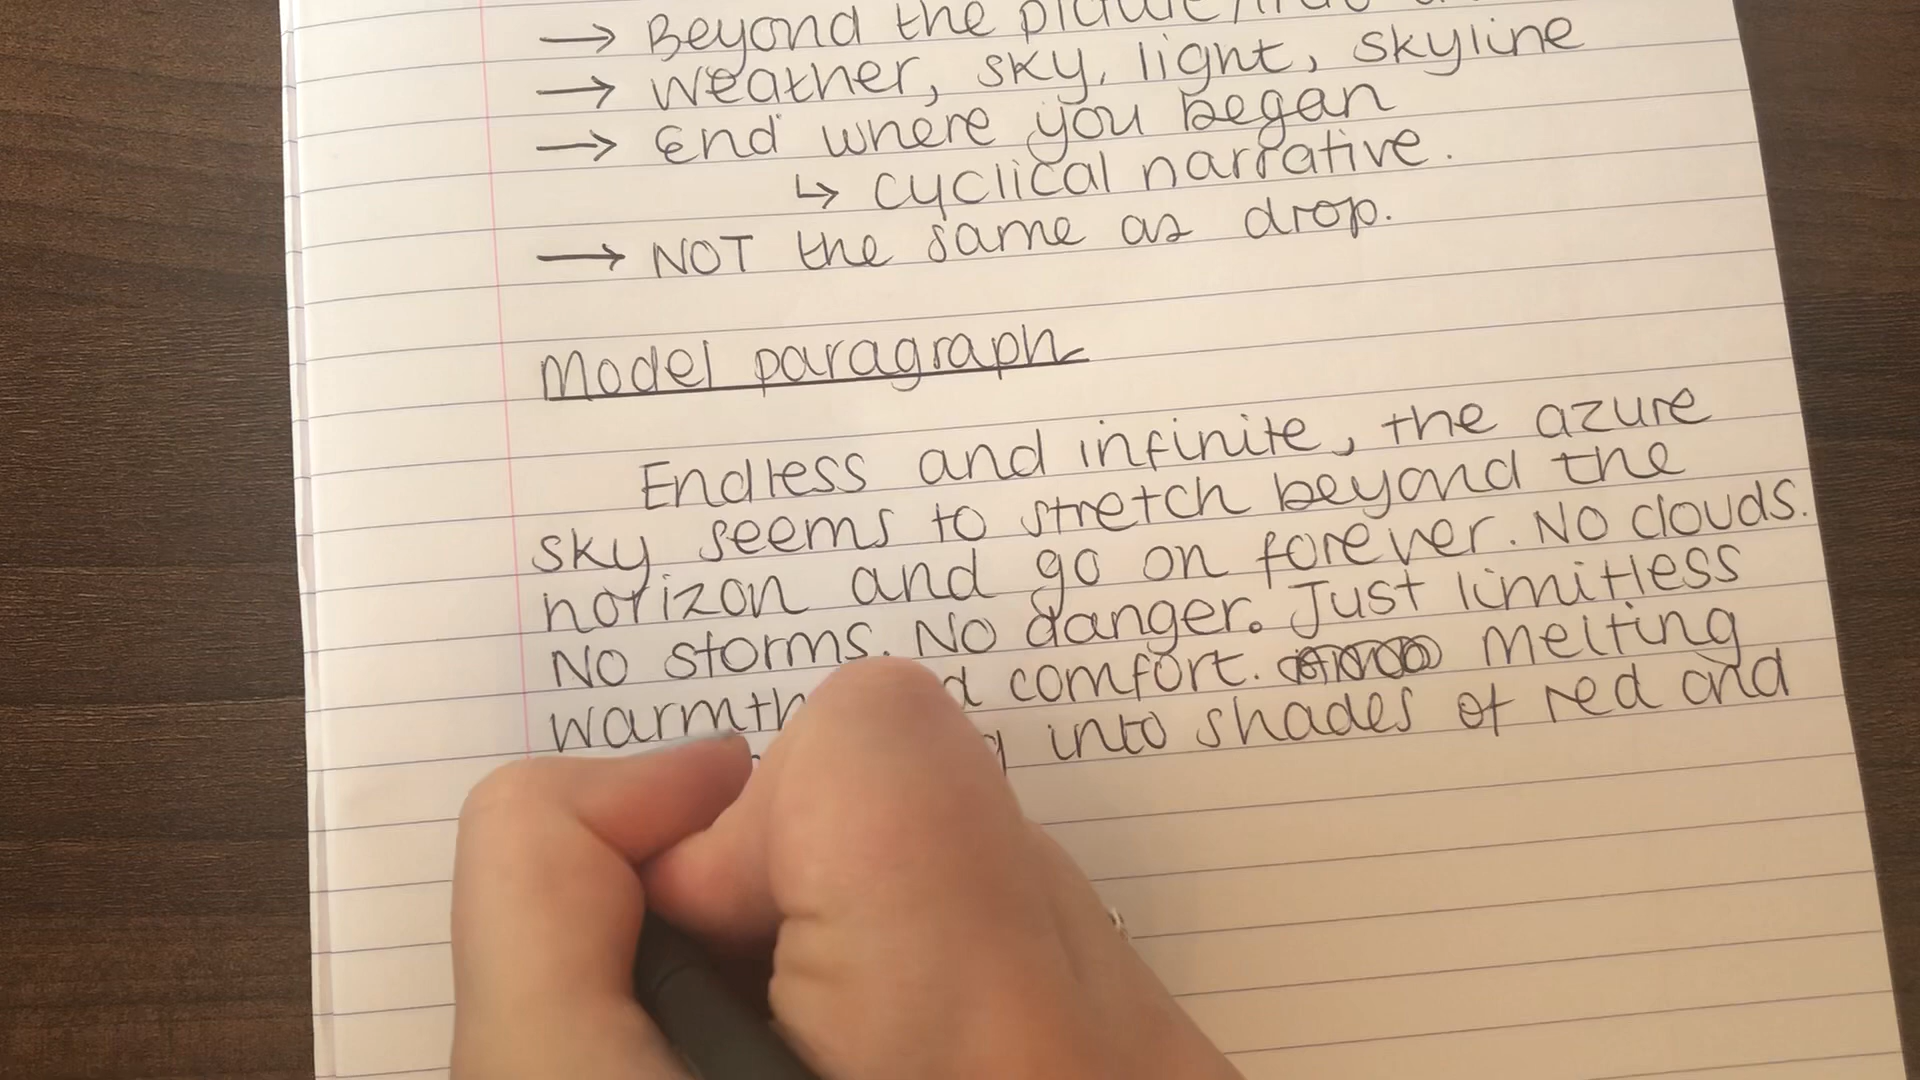 → Beyond the
→ Weather, sky, light, skyline
→ End where you began
↳ cyclical narrative.
→ NOT the same as drop.
Model paragraph
Endless and infinite, the azure
sky seems to stretch beyond the
horizon and go on forever. No clouds.
No storms. No danger. Just limitless
warmth comfort. Melting
into shades of red and